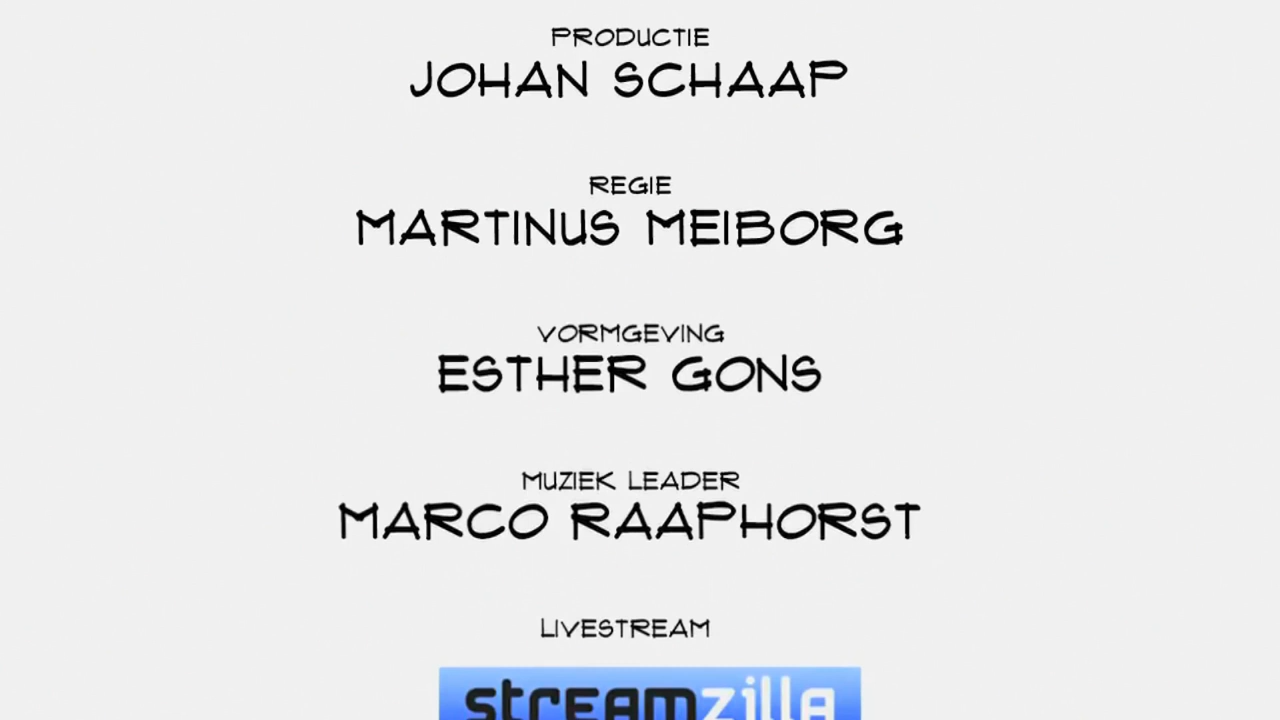 PRODUCTIE
JOHAN SCHAAP
REGIE
MARTINUS MEIBORG
VORMGEVING
ESTHER GONS
MUZIEK LEADER
MARCO RAAPHORST
LIVESTREAM
streamzilla